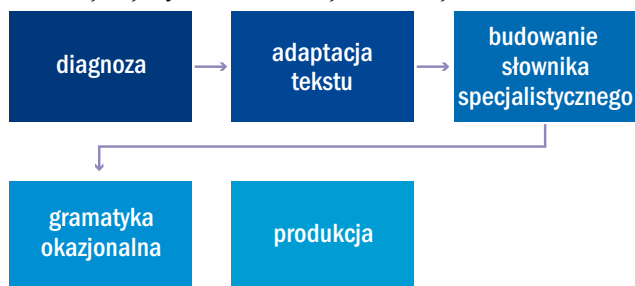 diagnoza
adaptacja
tekstu
budowanie
słownika
specjalistycznego
gramatyka
okazjonalna
produkcja